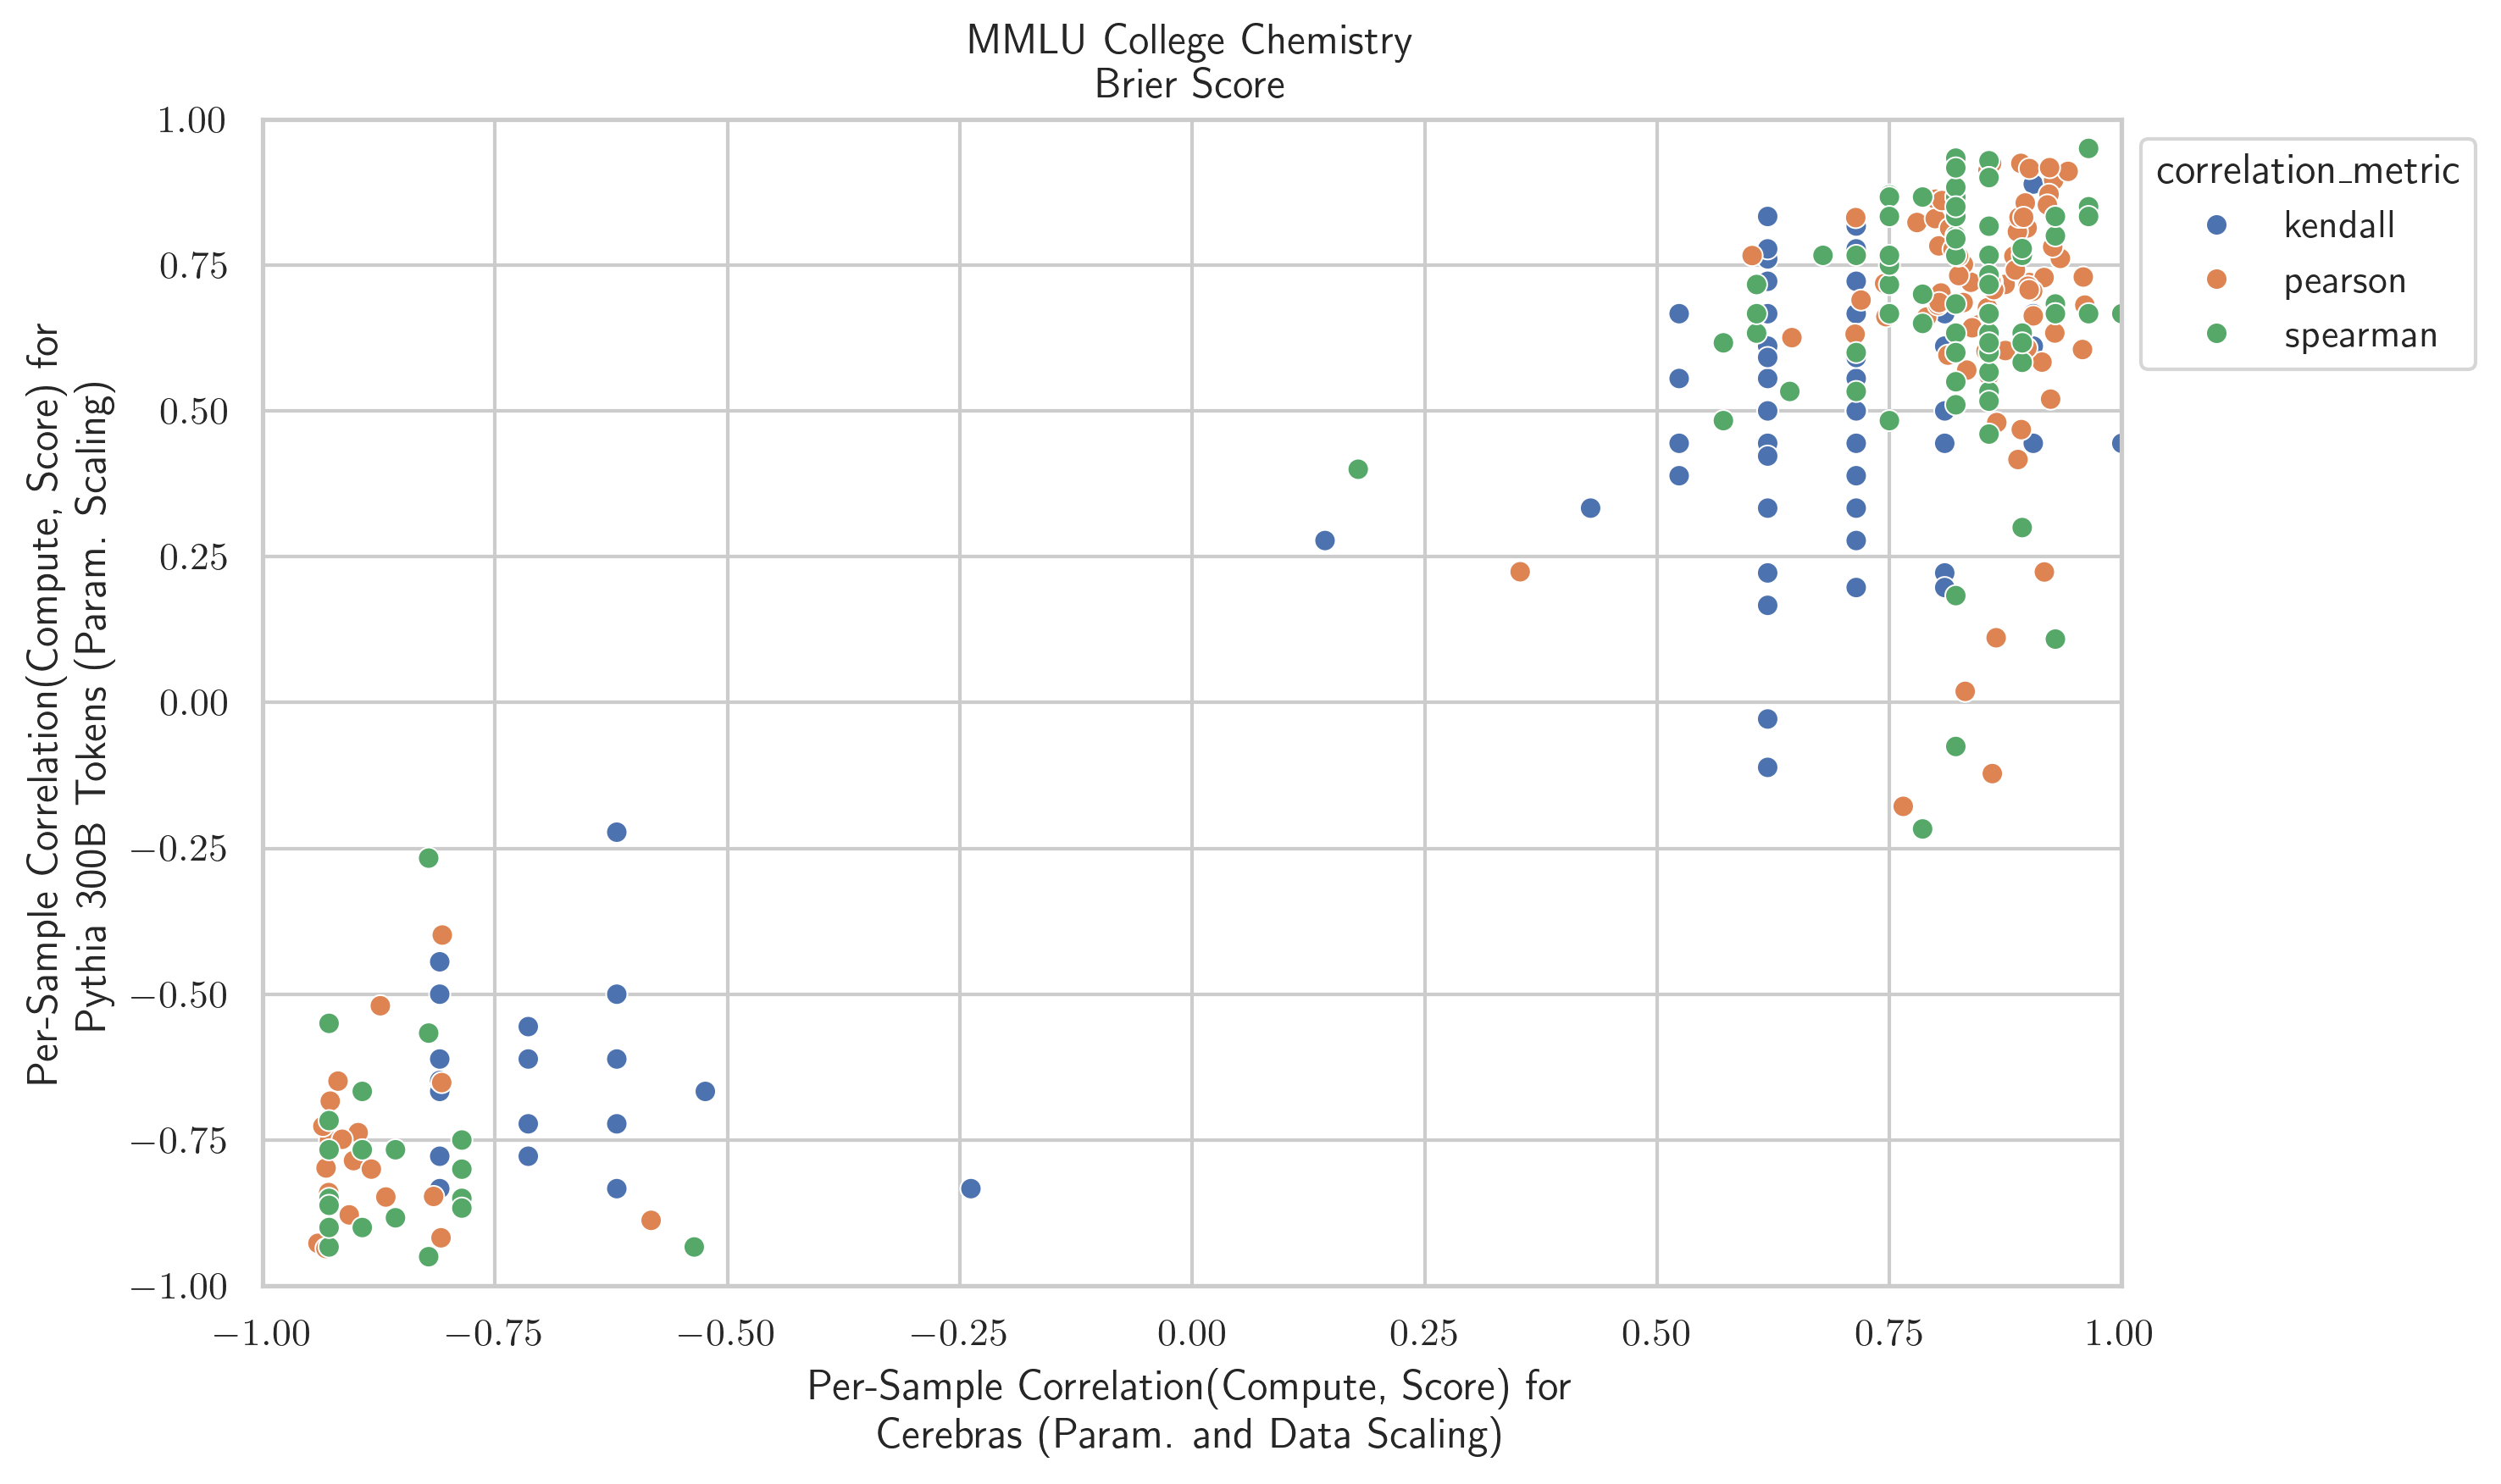 MMLU College Chemistry
Brier Score
Per-Sample Correlation(Compute, Score) for
Pythia 300B Tokens (Param. Scaling)
1.00
0.75
0.50
0.25
0.00
−0.25
−0.50
−0.75
−1.00
correlation_metric
kendall
pearson
spearman
−1.00
−0.75
−0.50
−0.25
0.00
0.25
0.50
0.75
1.00
Per-Sample Correlation(Compute, Score) for
Cerebras (Param. and Data Scaling)